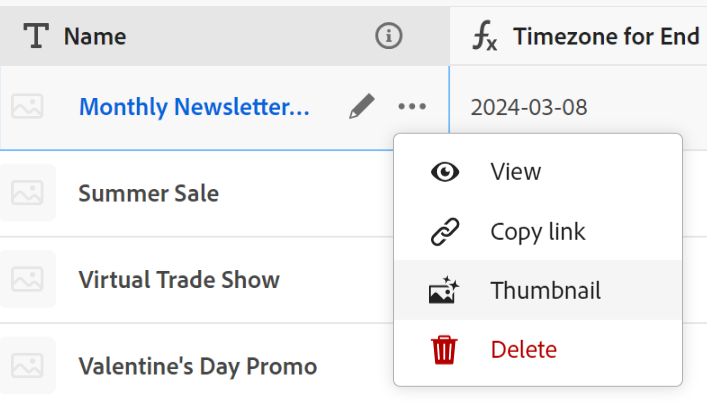 Name
Timezone for End
Monthly Newsletter...
2024-03-08
View
Summer Sale
Copy link
Virtual Trade Show
Thumbnail
Delete
Valentine's Day Promo